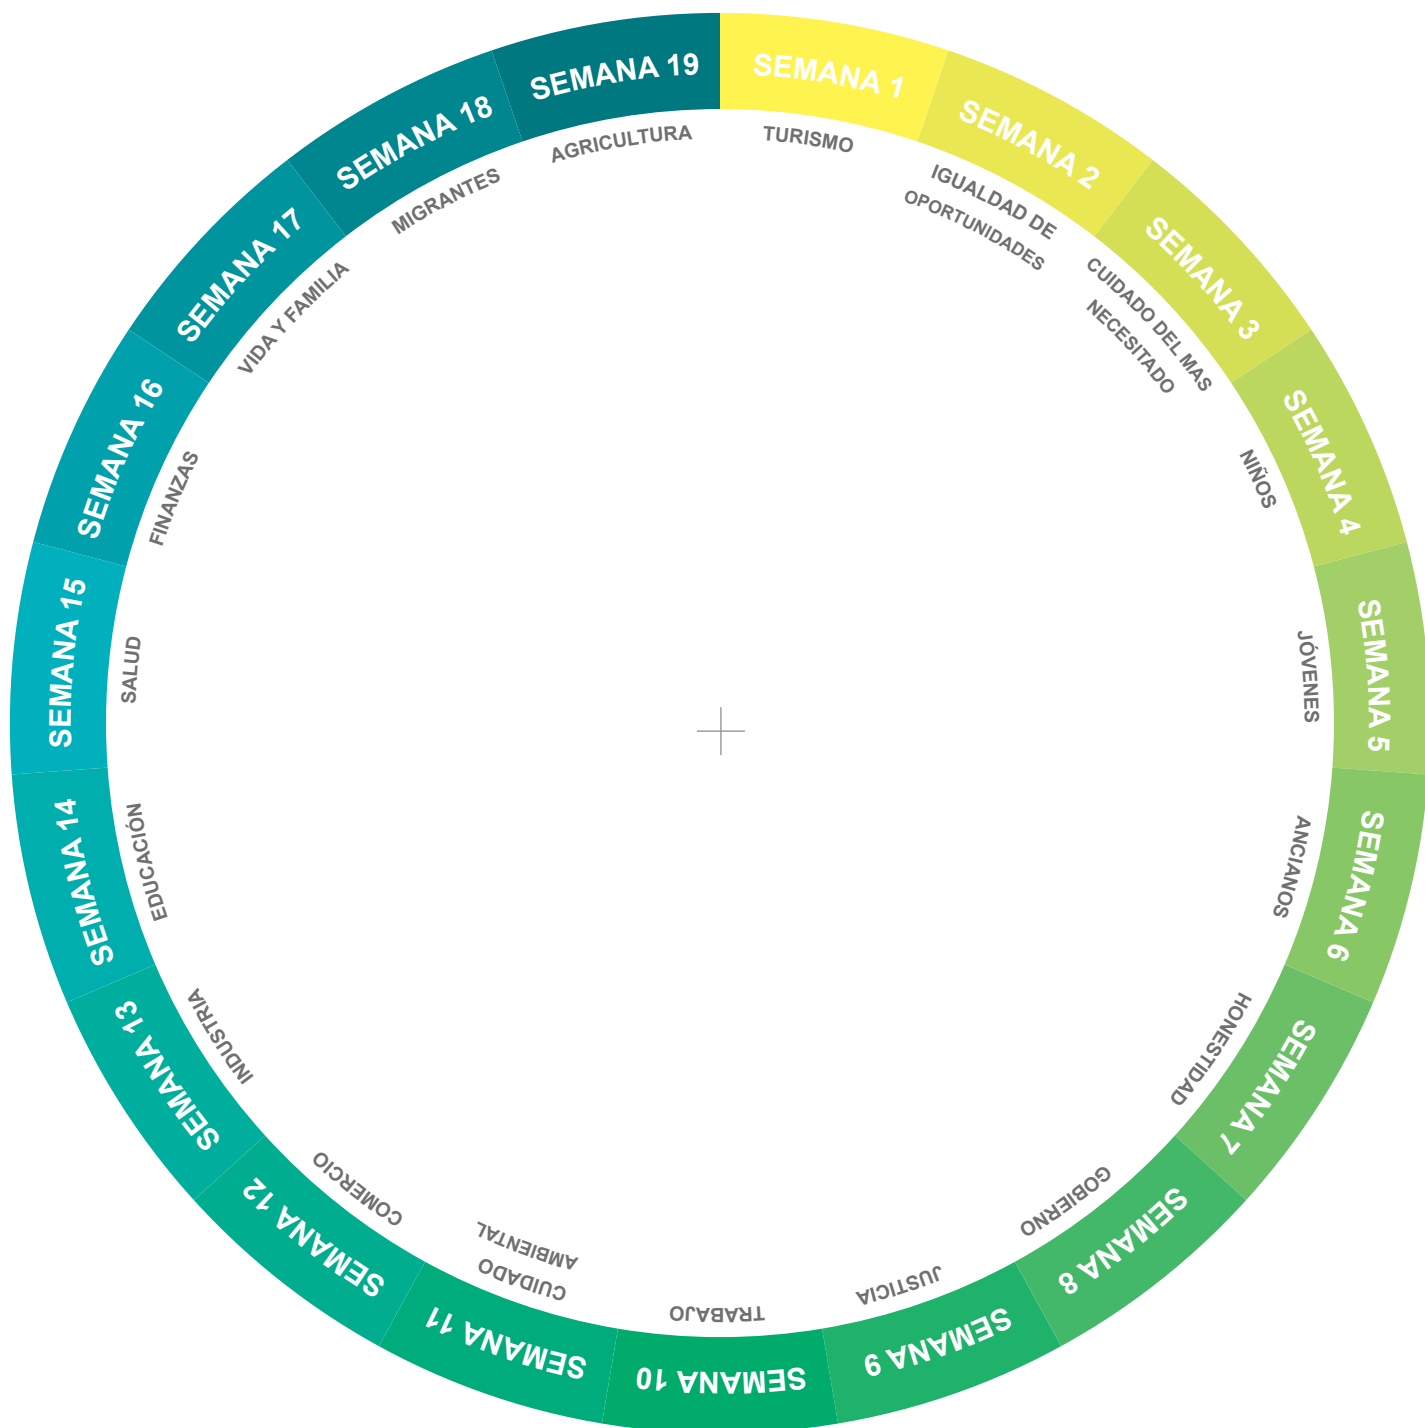 SEMANA 1
TURISMO
SEMANA 2
IGUALDAD DE
OPORTUNIDADES
SEMANA 3
CUIDADO DEL MAS
NECESITADO
SEMANA 4
NIÑOS
SEMANA 5
JÓVENES
SEMANA 6
ANCIANOS
SEMANA 7
HONESTIDAD
SEMANA 8
GOBIERNO
SEMANA 9
JUSTICIA
SEMANA 10
TRABAJO
SEMANA 11
CUIDADO
AMBIENTAL
SEMANA 12
COMERCIO
SEMANA 13
INDUSTRIA
SEMANA 14
EDUCACIÓN
SEMANA 15
SALUD
SEMANA 16
FINANZAS
SEMANA 17
VIDA Y FAMILIA
SEMANA 18
MIGRANTES
SEMANA 19
AGRICULTURA